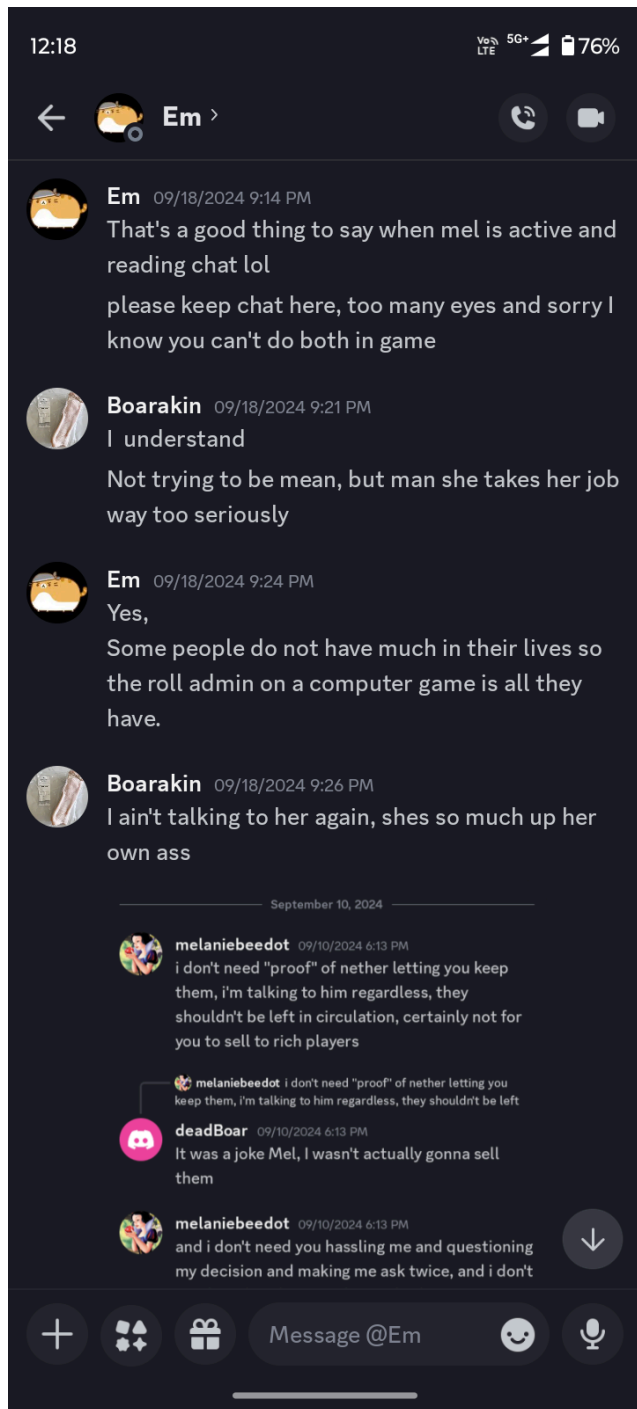 12:18
Vo LTE 5G+ 76%
Em
Em 09/18/2024 9:14 PM
That's a good thing to say when mel is active and
reading chat lol
please keep chat here, too many eyes and sorry I
know you can't do both in game
Boarakin 09/18/2024 9:21 PM
I understand
Not trying to be mean, but man she takes her job
way too seriously
Em 09/18/2024 9:24 PM
Yes,
Some people do not have much in their lives so
the roll admin on a computer game is all they
have.
Boarakin 09/18/2024 9:26 PM
I ain't talking to her again, shes so much up her
own ass
September 10, 2024
melaniebeedot 09/10/2024 6:13 PM
i don't need "proof" of nether letting you keep
them, i'm talking to him regardless, they
shouldn't be left in circulation, certainly not for
you to sell to rich players
melaniebeedot i don't need "proof" of nether letting you
keep them, i'm talking to him regardless, they shouldn't be left
deadBoar 09/10/2024 6:13 PM
It was a joke Mel, I wasn't actually gonna sell
them
melaniebeedot 09/10/2024 6:13 PM
and i don't need you hassling me and questioning
my decision and making me ask twice, and i don't
Message @Em